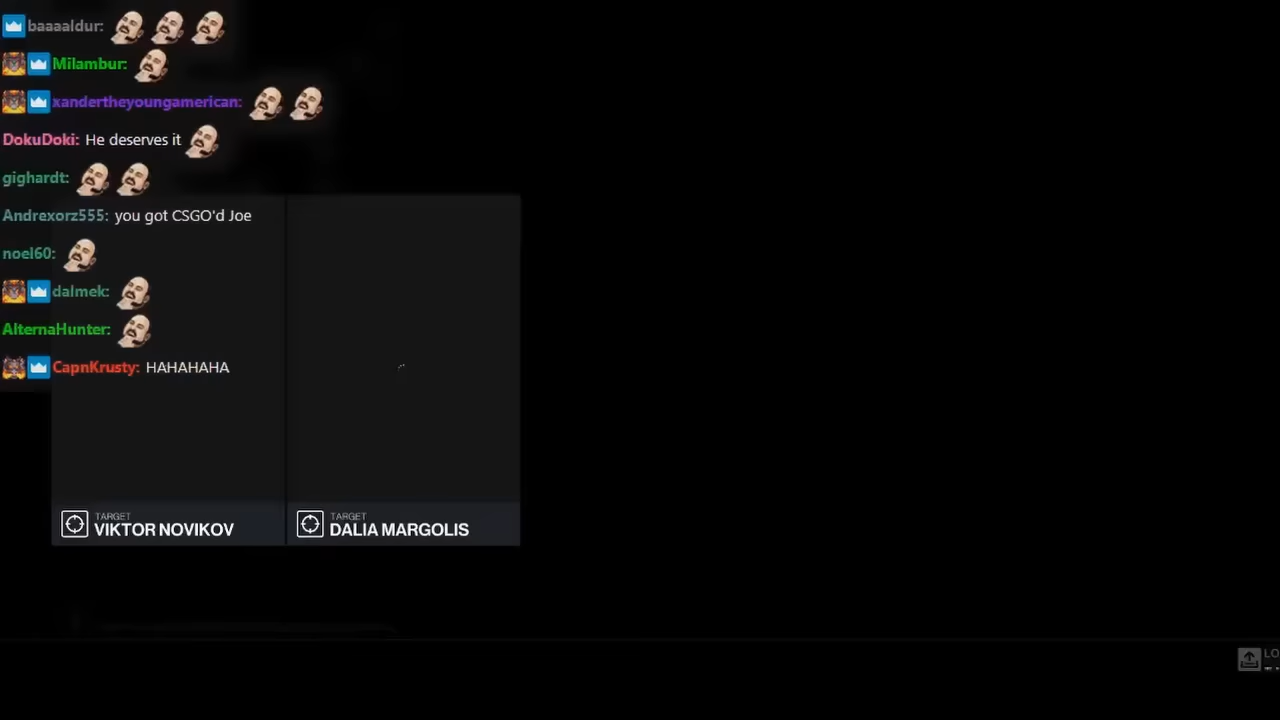 baaaaldur:
Milambur:
xandertheyoungamerican:
DokuDoki: He deserves it
gighardt:
Andrexorz555: you got CSGO'd Joe
noel60:
dalmek:
AlternaHunter:
CapnKrusty: HAHAHAHA
TARGET
VIKTOR NOVIKOV
TARGET
DALIA MARGOLIS
LO